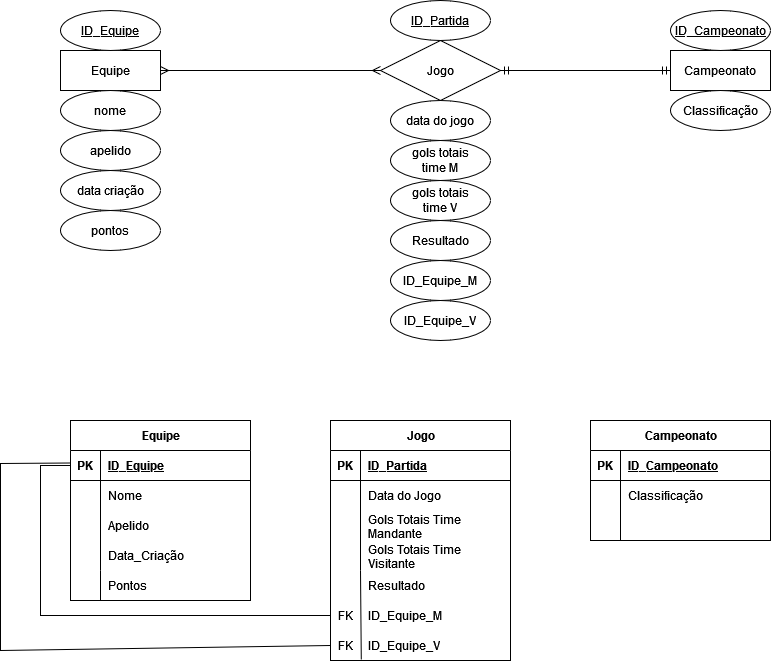 ID_Equipe
Equipe
nome
apelido
data criação
pontos
ID_Partida
Jogo
data do jogo
gols totais
time M
gols totais
time V
Resultado
ID_Equipe_M
ID_Equipe_V
ID_Campeonato
Campeonato
Classificação
Equipe
PK ID_Equipe
Nome
Apelido
Data_Criação
Pontos
Jogo
PK ID_Partida
Data do Jogo
Gols Totais Time
Mandante
Gols Totais Time
Visitante
Resultado
FK ID_Equipe_M
FK ID_Equipe_V
Campeonato
PK ID_Campeonato
Classificação